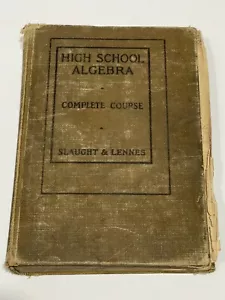 HIGH SCHOOL
ALGEBRA
-
COMPLETE COURSE
-
SLAUGHT & LENNES